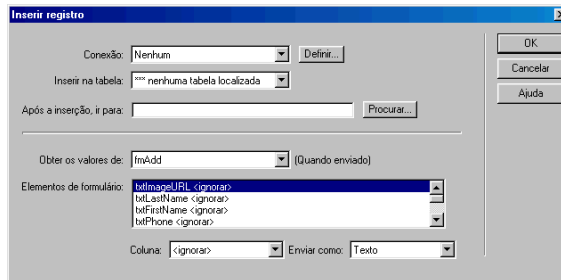 Inserir registro
Conexão: Nenhum Definir... OK
Inserir na tabela: *** nenhuma tabela localizada Cancelar
Ajuda
Após a inserção, ir para: Procurar...
Obter os valores de: fmAdd (Quando enviado)
Elementos de formulário: txtImageURL <ignorar>
txtLastName <ignorar>
txtFirstName <ignorar>
txtPhone <ignorar>
Coluna: <ignorar> Enviar como: Texto